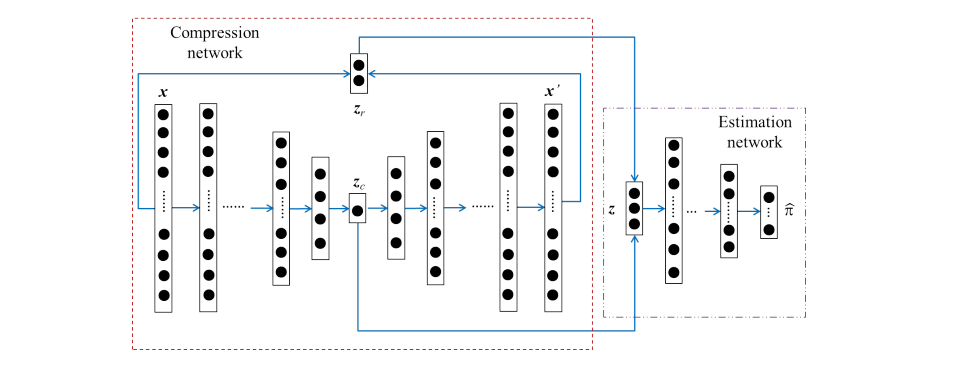 Compression
network
x
z_r
x'
z_c
Estimation
network
z
π̂